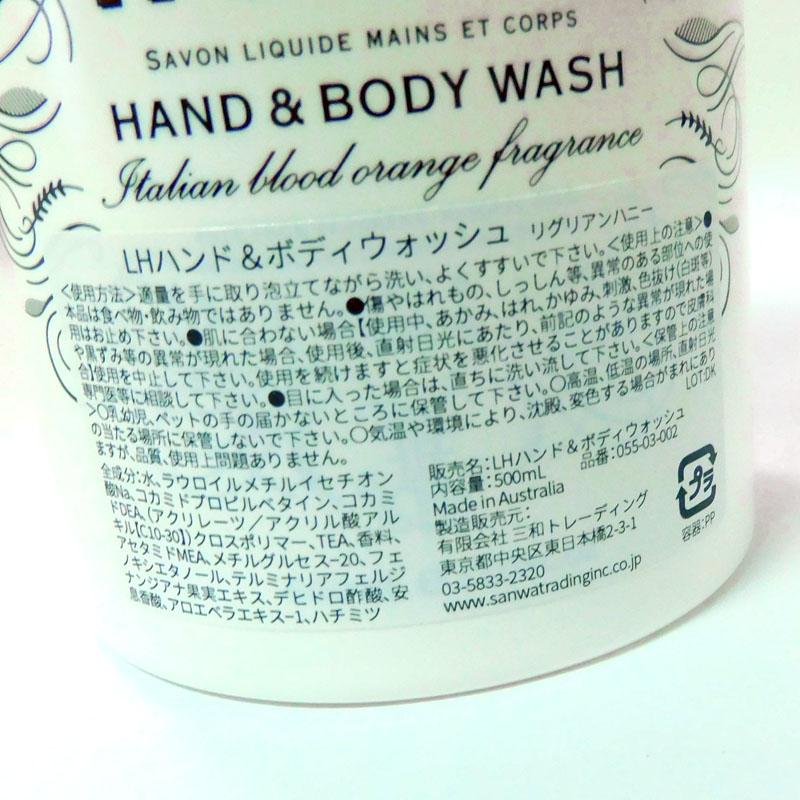 SAVON LIQUIDE MAINS ET CORPS
HAND & BODY WASH
Italian blood orange fragrance
LHハンド&ボディウォッシュ リグリアンハニー
<使用方法>適量を手に取り泡立てながら洗い、よくすすいで下さい。<使用上の注意>●
本品は食べ物・飲み物ではありません。●傷やはれもの、しっしん等、異常のある部位への使
用はお止め下さい。●肌に合わない場合【使用中、あかみ、はれ、かゆみ、刺激、色抜け(白斑等)
や黒ずみ等の異常が現れた場合、使用後、直射日光にあたり、前記のような異常が現れた場
合】使用を中止して下さい。使用を続けますと症状を悪化させることがありますので皮膚科
専門医等に相談して下さい。●目に入った場合は、直ちに洗い流して下さい。<保管上の注意
>〇乳幼児、ペットの手の届かないところに保管して下さい。〇高温、低温の場所、直射日光
の当たる場所に保管しないで下さい。〇気温や環境により、沈殿、変色する場合がまれにあり
ますが、品質、使用上問題ありません。
LOT:DK
全成分:水、ラウロイルメチルイセチオン
酸Na、コカミドプロピルベタイン、コカミ
ドDEA、(アクリレーツ/アクリル酸アル
キル【C10-30】)クロスポリマー、TEA、香料、
アセタミドMEA、メチルグルセス-20、フェ
ノキシエタノール、テルミナリアフェルジ
ナンジアナ果実エキス、デヒドロ酢酸、安
息香酸、アロエベラエキス-1、ハチミツ
販売名:LHハンド&ボディウォッシュ
内容量:500mL 品番:055-03-002
Made in Australia
製造販売元:
有限会社 三和トレーディング
東京都中央区東日本橋2-3-1
03-5833-2320
www.sanwatradinginc.co.jp
プラ
容器:PP